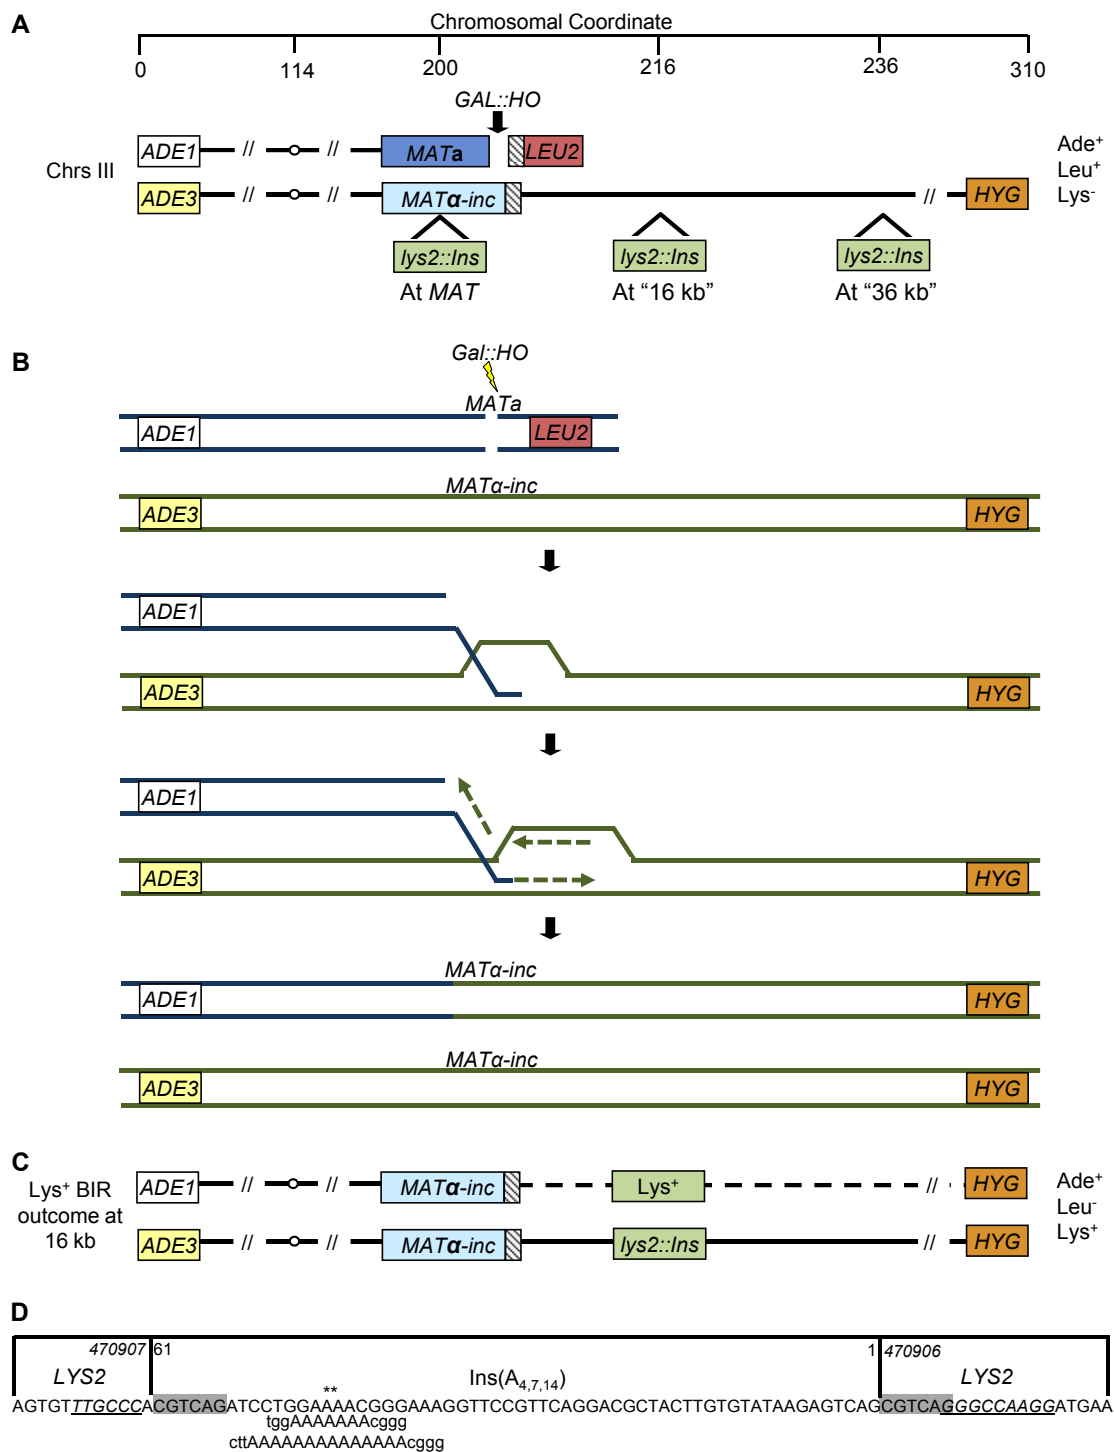 A
Chromosomal Coordinate
0 114 200 216 236 310
GAL::HO
Chrs III
ADE1 // // MATa LEU2
ADE3 // // MATα-inc // HYG
Ade+
Leu+
Lys-
lys2::Ins lys2::Ins lys2::Ins
At MAT At “16 kb” At “36 kb”
B
Gal::HO
MATa
ADE1 LEU2
MATα-inc
ADE3 HYG
ADE1
ADE3 HYG
ADE1
ADE3 HYG
MATα-inc
ADE1 HYG
MATα-inc
ADE3 HYG
C
Lys+ BIR
outcome at
16 kb
ADE1 // // MATα-inc Lys+ // HYG
ADE3 // // MATα-inc lys2::Ins // HYG
Ade+
Leu-
Lys+
D
470907 61 1 470906
LYS2 Ins(A4,7,14) LYS2
**
AGTGTTTGCCCACGTCAGATCCTGGAAAACGGGAAAGGTTCCGTTCAGGACGCTACTTGTGTATAAGAGTCAGCGTCAGGGCCAAGGATGAA
tggAAAAAAAcggg
cttAAAAAAAAAAAAAAcggg